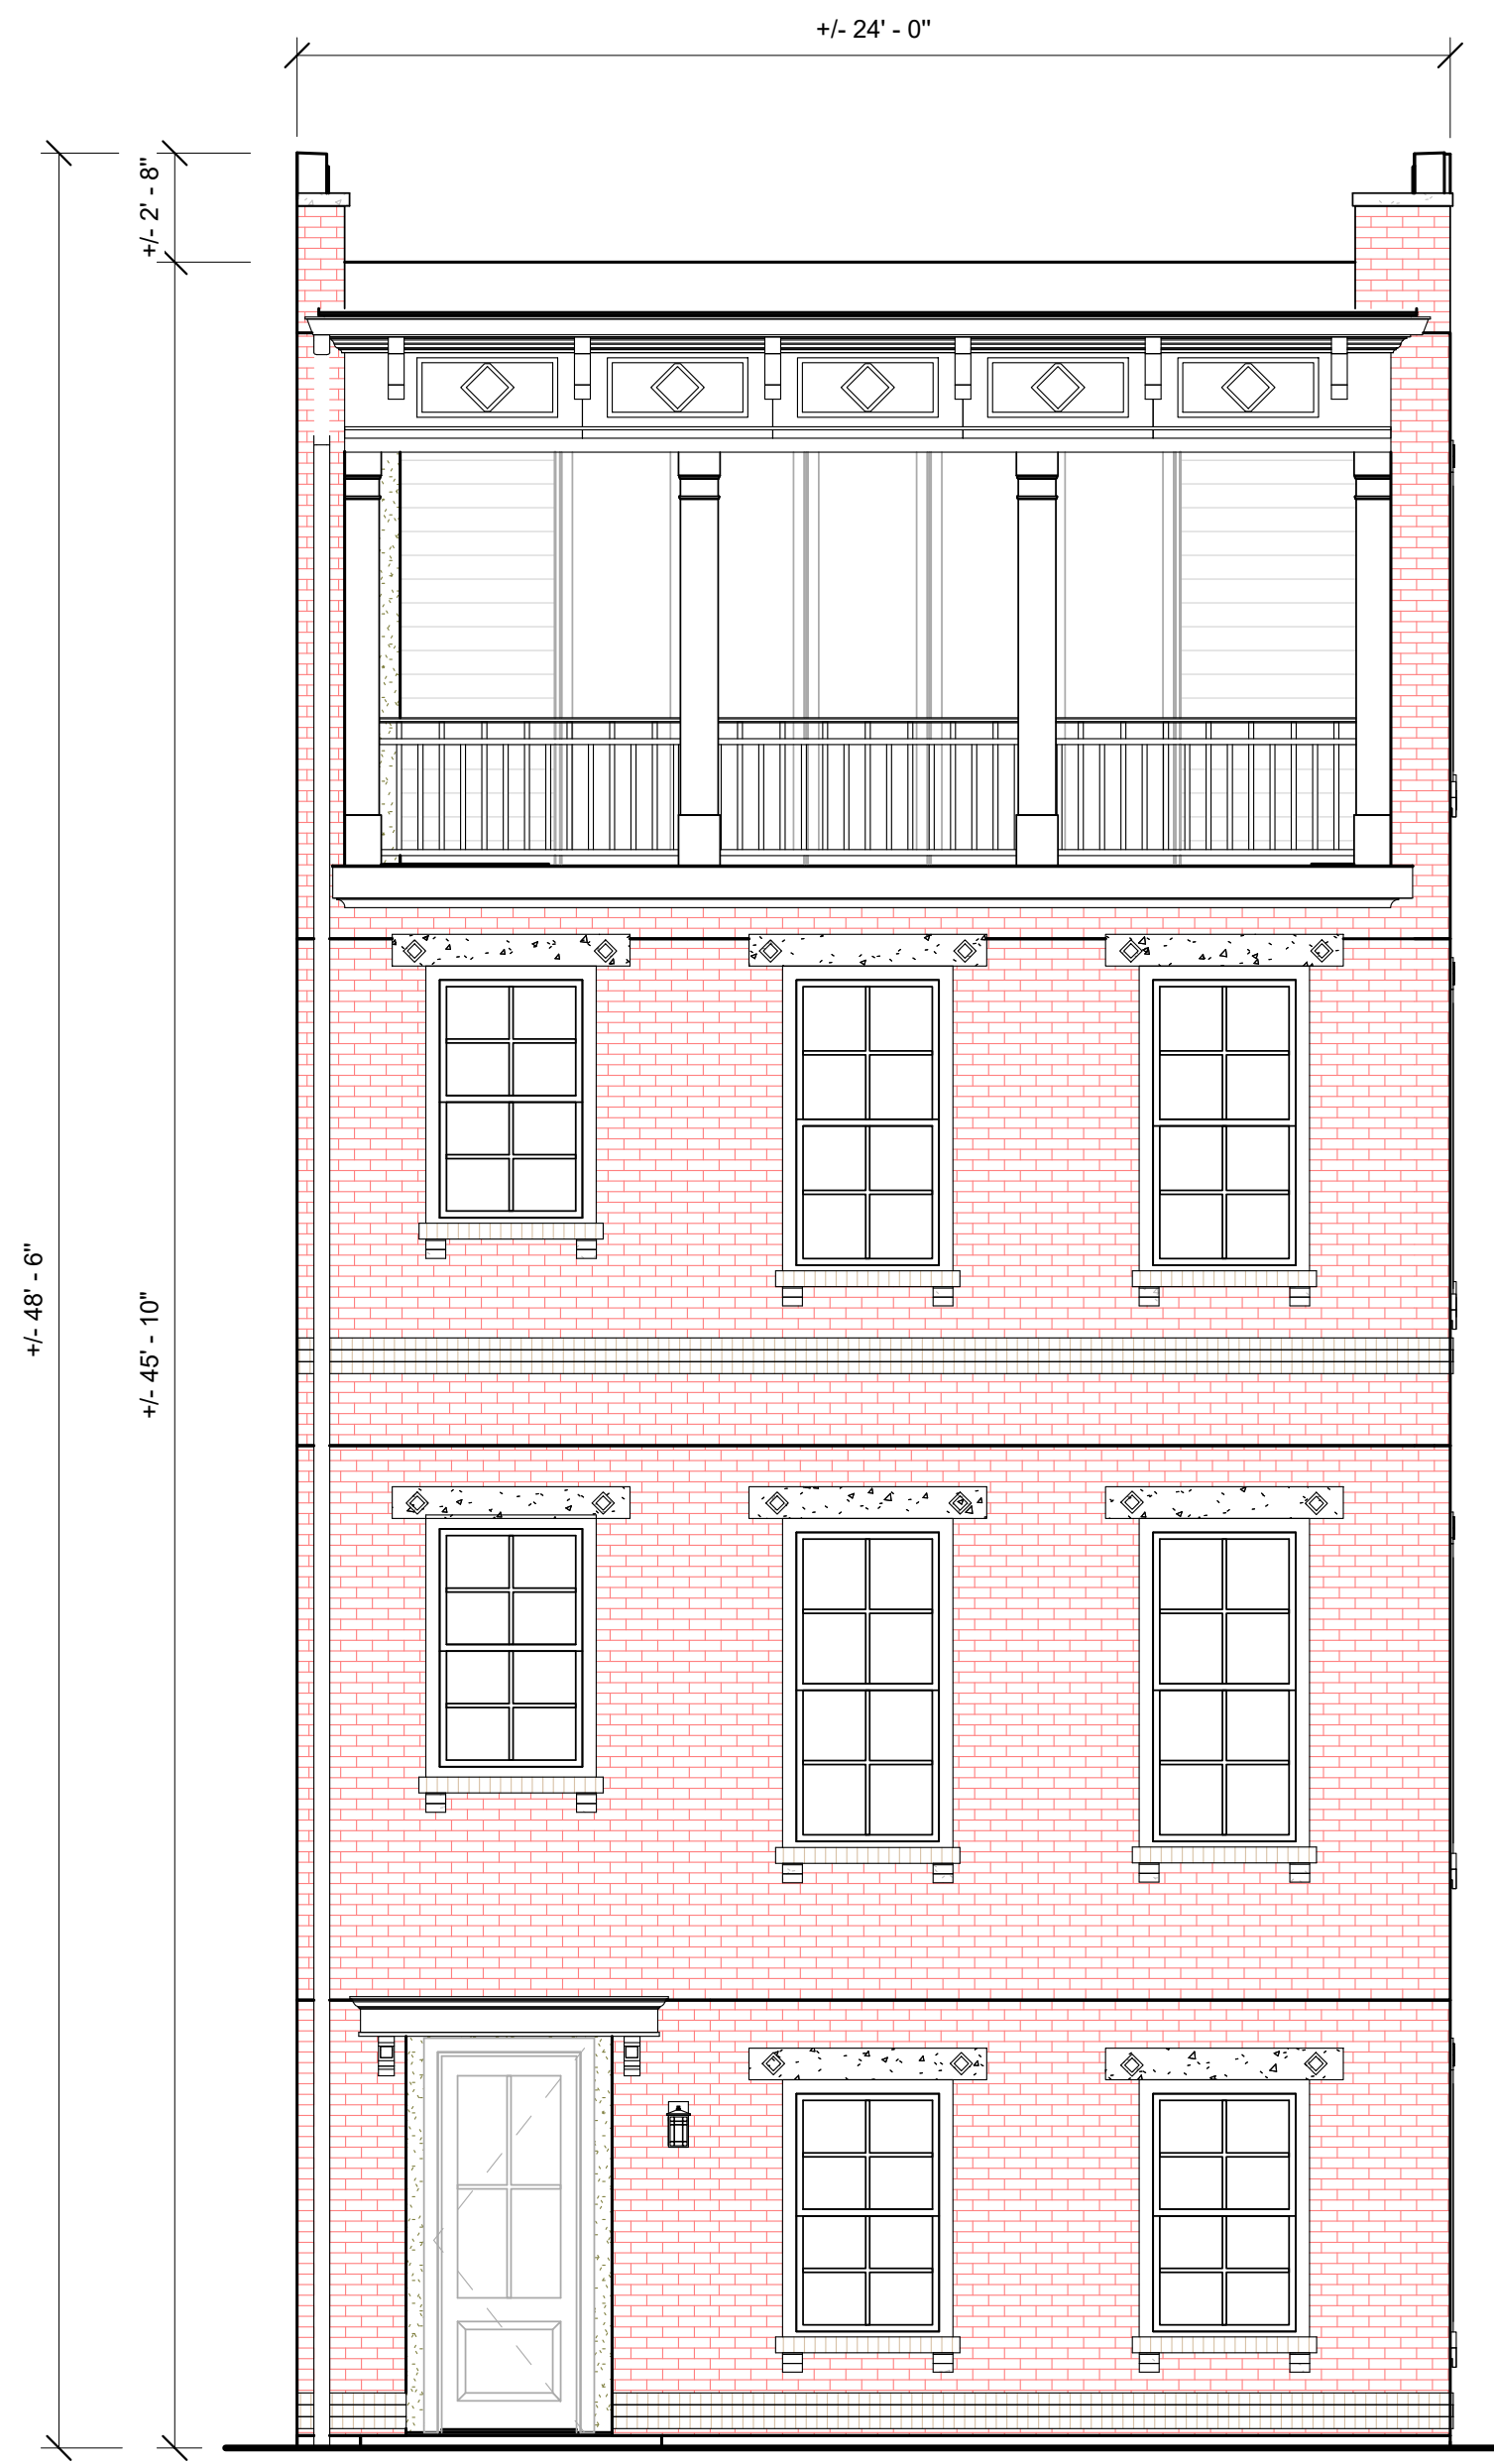 +/- 24' - 0"
+/- 2' - 8"
+/- 48' - 6"
+/- 45' - 10"